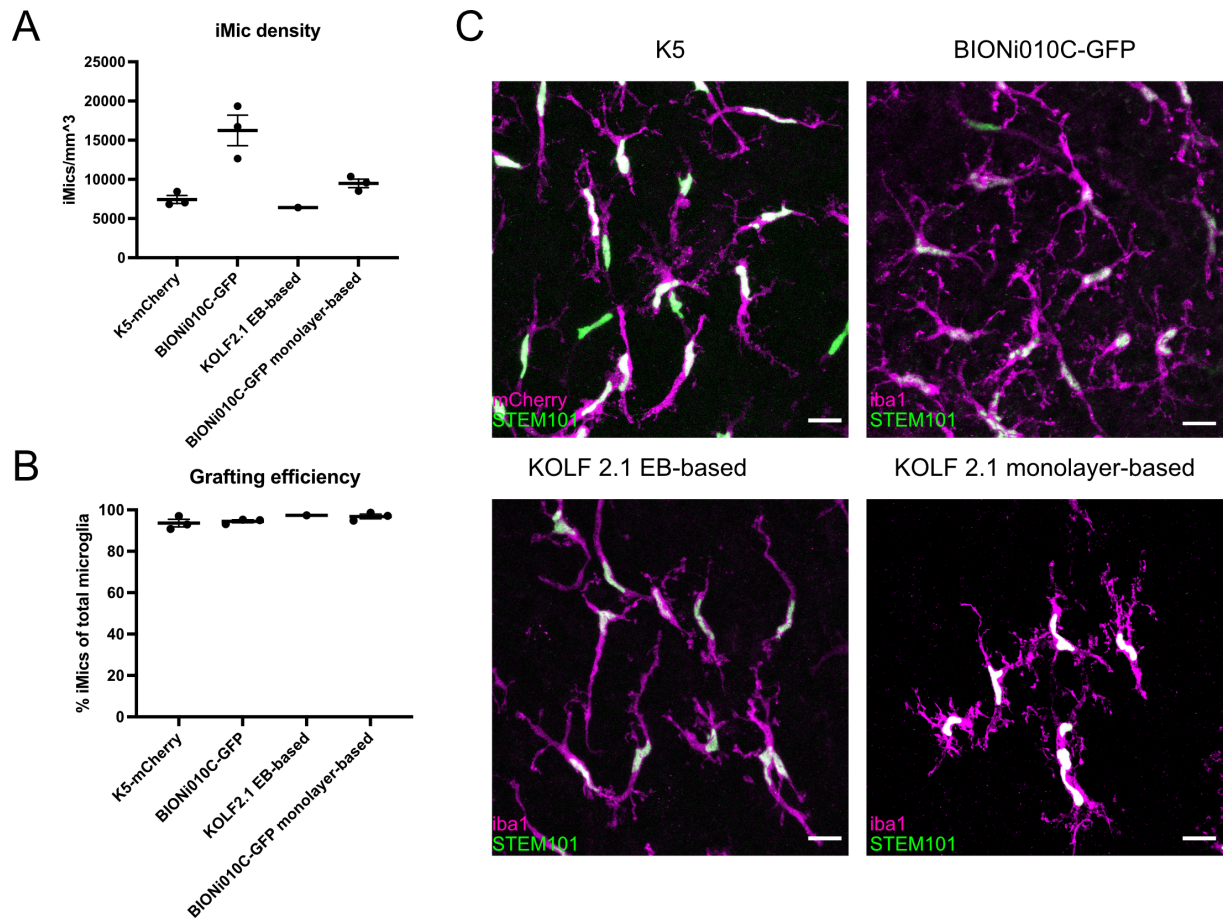 A
iMic density
iMics/mm^3
25000
20000
15000
10000
5000
0
K5-mCherry
BIONi010C-GFP
KOLF2.1 EB-based
BIONi010C-GFP monolayer-based
B
Grafting efficiency
% iMics of total microglia
100
80
60
40
20
0
K5-mCherry
BIONi010C-GFP
KOLF2.1 EB-based
BIONi010C-GFP monolayer-based
C
K5
mCherry
STEM101
BIONi010C-GFP
iba1
STEM101
KOLF 2.1 EB-based
iba1
STEM101
KOLF 2.1 monolayer-based
iba1
STEM101